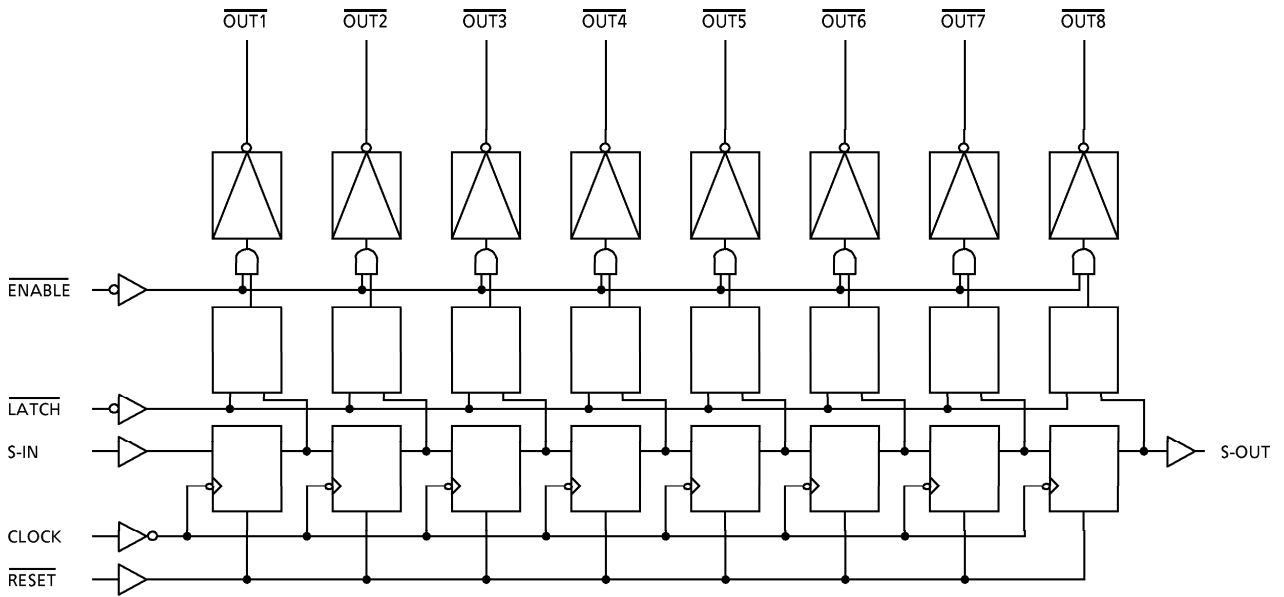 OUT1 OUT2 OUT3 OUT4 OUT5 OUT6 OUT7 OUT8
ENABLE
LATCH
S-IN
S-OUT
CLOCK
RESET